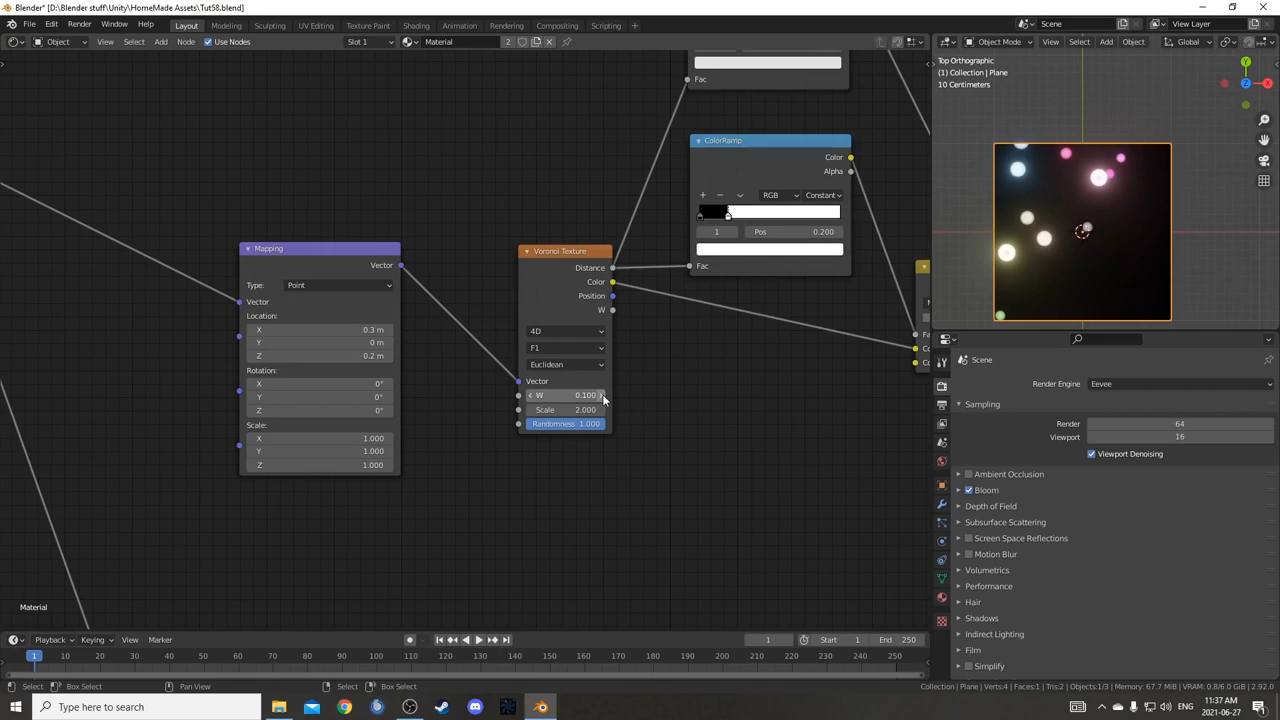 Blender* [D:\Blender stuff\Unity\HomeMade Assets\Tut58.blend]
File Edit Render Window Help Layout Modeling Sculpting UV Editing Texture Paint Shading Animation Rendering Compositing Scripting + Scene View Layer
Object View Select Add Node Use Nodes Slot 1 Material 2 Object Mode View Select Add Object Global
Top Orthographic
(1) Collection | Plane
10 Centimeters
Y
Z
X
Fac
ColorRamp
Color
Alpha
RGB Constant
1 Pos 0.200
Fac
Mapping
Vector
Type: Point
Vector
Location:
X 0.3 m
Y 0 m
Z 0.2 m
Rotation:
X 0°
Y 0°
Z 0°
Scale:
X 1.000
Y 1.000
Z 1.000
Voronoi Texture
Distance
Color
Position
W
4D
F1
Euclidean
Vector
W 0.100
Scale 2.000
Randomness 1.000
Scene
Render Engine Eevee
Sampling
Render 64
Viewport 16
Viewport Denoising
Ambient Occlusion
Bloom
Depth of Field
Subsurface Scattering
Screen Space Reflections
Motion Blur
Volumetrics
Performance
Hair
Shadows
Indirect Lighting
Film
Simplify
Material
Playback Keying View Marker 1 Start 1 End 250
1 10 20 30 40 50 60 70 80 90 100 110 120 130 140 150 160 170 180 190 200 210 220 230 240 250
Select Box Select Pan View Select Box Select Collection | Plane | Verts:4 | Faces:1 | Tris:2 | Objects:1/3 | Memory: 67.7 MiB | VRAM: 0.8/6.0 GiB | 2.92.0
Type here to search ENG 11:37 AM
2021-06-27